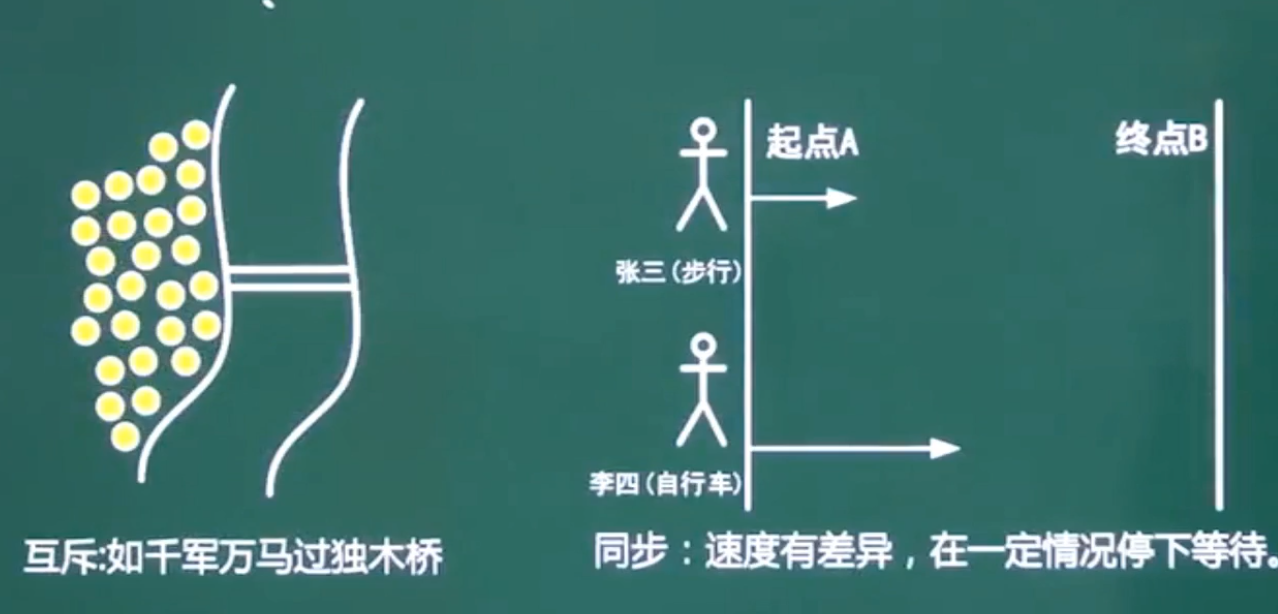 起点A
终点B
张三(步行)
李四(自行车)
互斥:如千军万马过独木桥
同步：速度有差异，在一定情况停下等待。